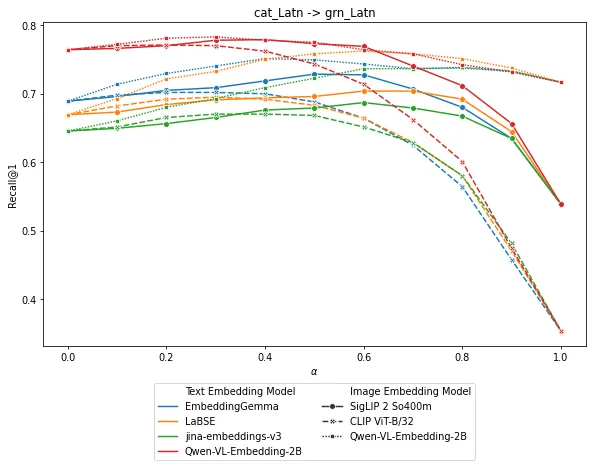 cat_Latn -> grn_Latn
0.8
0.7
0.6
0.5
0.4
Recall@1
0.0 0.2 0.4 0.6 0.8 1.0
α
Text Embedding Model
EmbeddingGemma
LaBSE
jina-embeddings-v3
Qwen-VL-Embedding-2B
Image Embedding Model
SigLIP 2 So400m
CLIP ViT-B/32
Qwen-VL-Embedding-2B